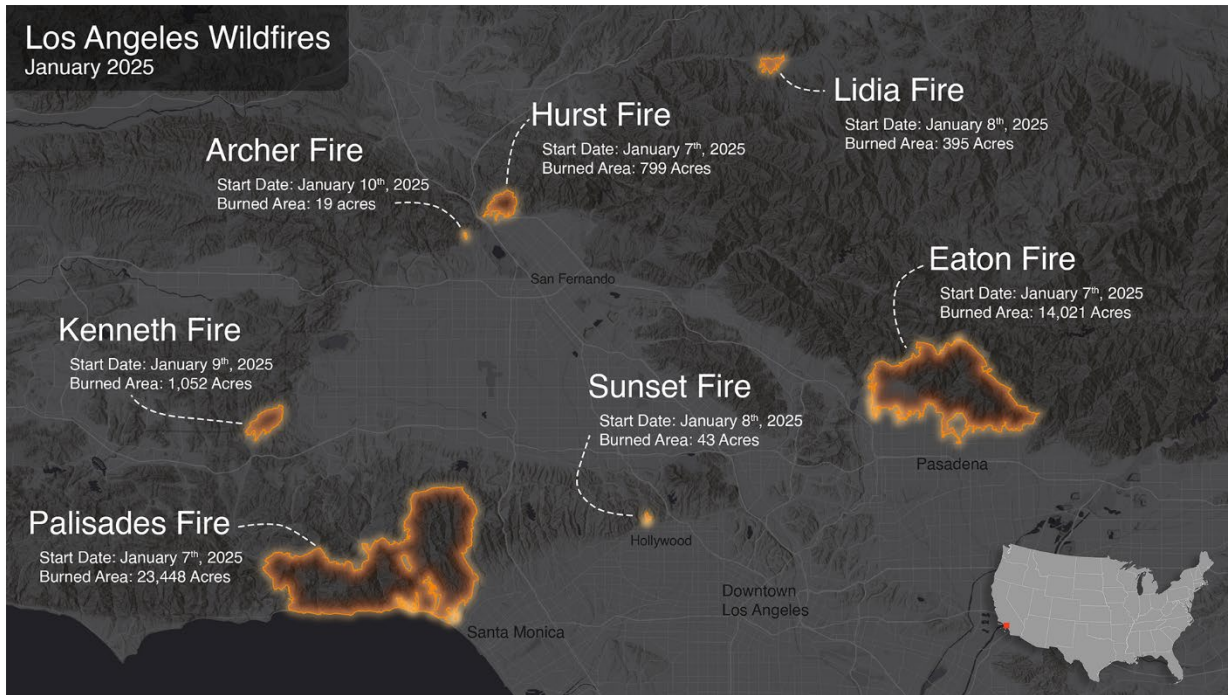 Los Angeles Wildfires
January 2025
Lidia Fire
Start Date: January 8th, 2025
Burned Area: 395 Acres
Hurst Fire
Start Date: January 7th, 2025
Burned Area: 799 Acres
Archer Fire
Start Date: January 10th, 2025
Burned Area: 19 acres
San Fernando
Eaton Fire
Start Date: January 7th, 2025
Burned Area: 14,021 Acres
Kenneth Fire
Start Date: January 9th, 2025
Burned Area: 1,052 Acres
Sunset Fire
Start Date: January 8th, 2025
Burned Area: 43 Acres
Pasadena
Palisades Fire
Start Date: January 7th, 2025
Burned Area: 23,448 Acres
Hollywood
Downtown
Los Angeles
Santa Monica